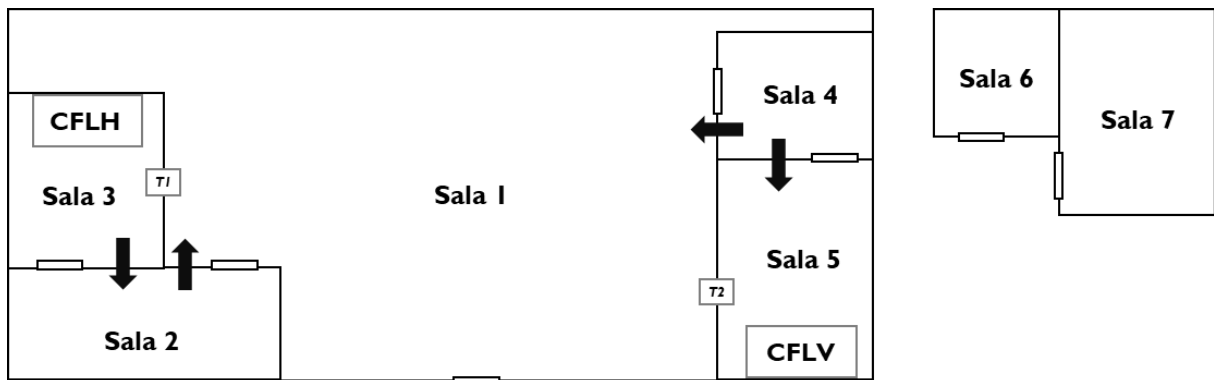 CFLH
T1
Sala 3
Sala 2
Sala 1
Sala 4
Sala 5
T2
CFLV
Sala 6
Sala 7